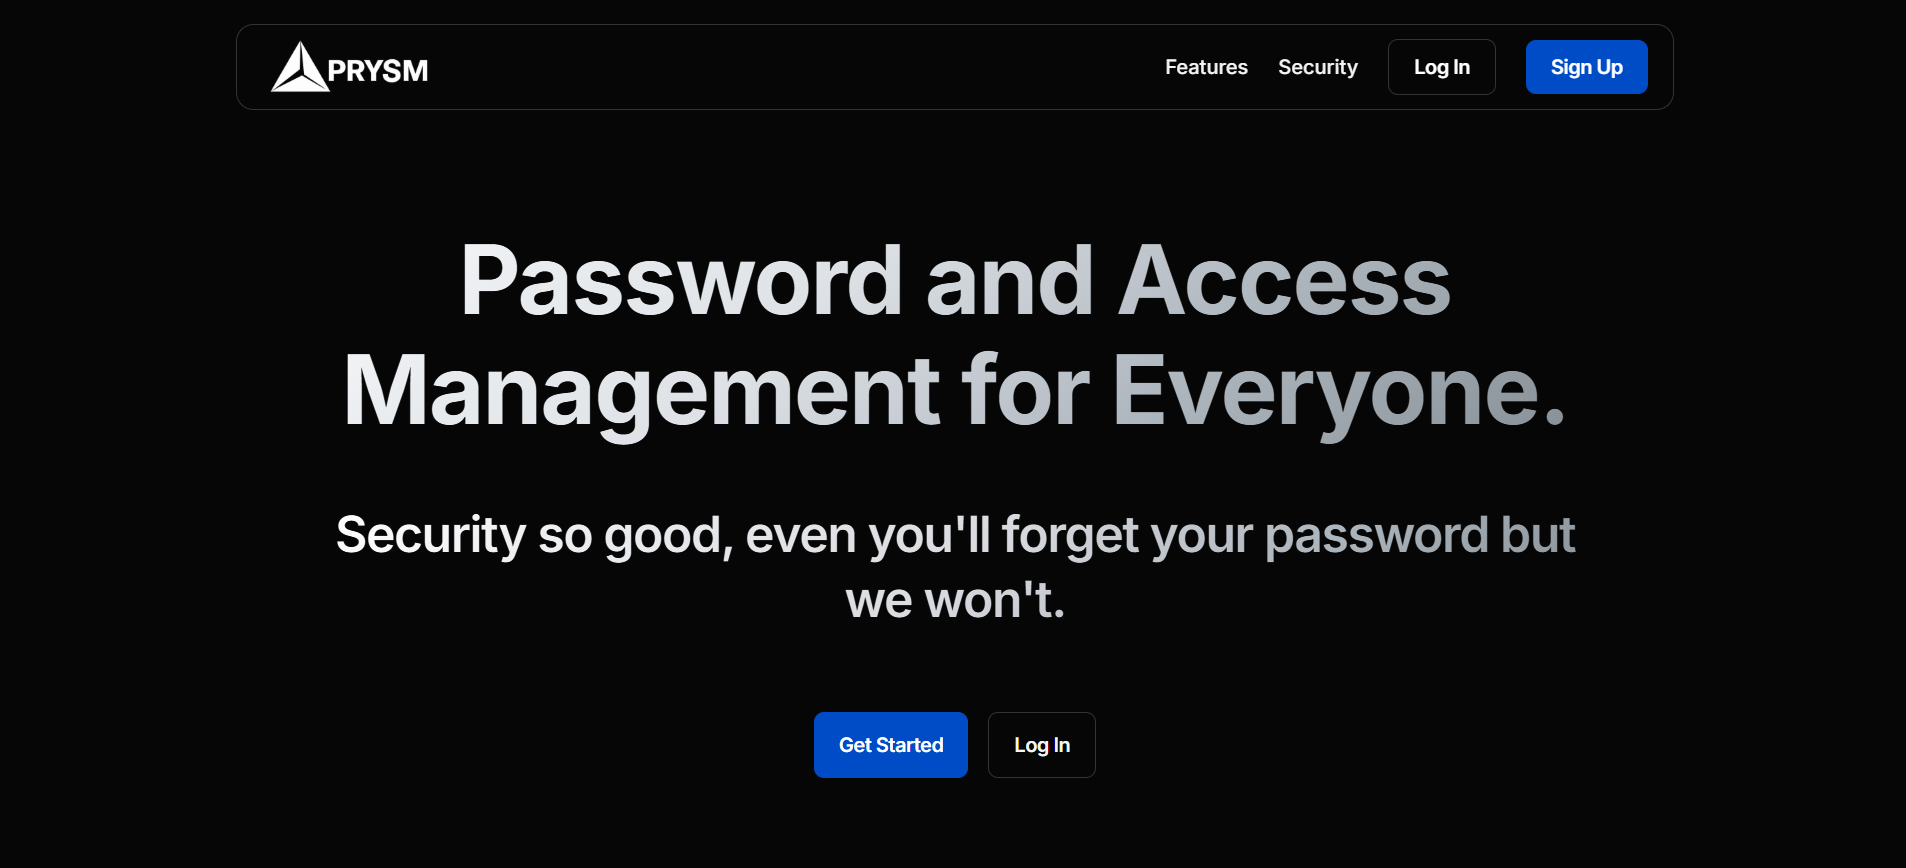 PRYSM
Features
Security
Log In
Sign Up
Password and Access
Management for Everyone.
Security so good, even you'll forget your password but
we won't.
Get Started
Log In